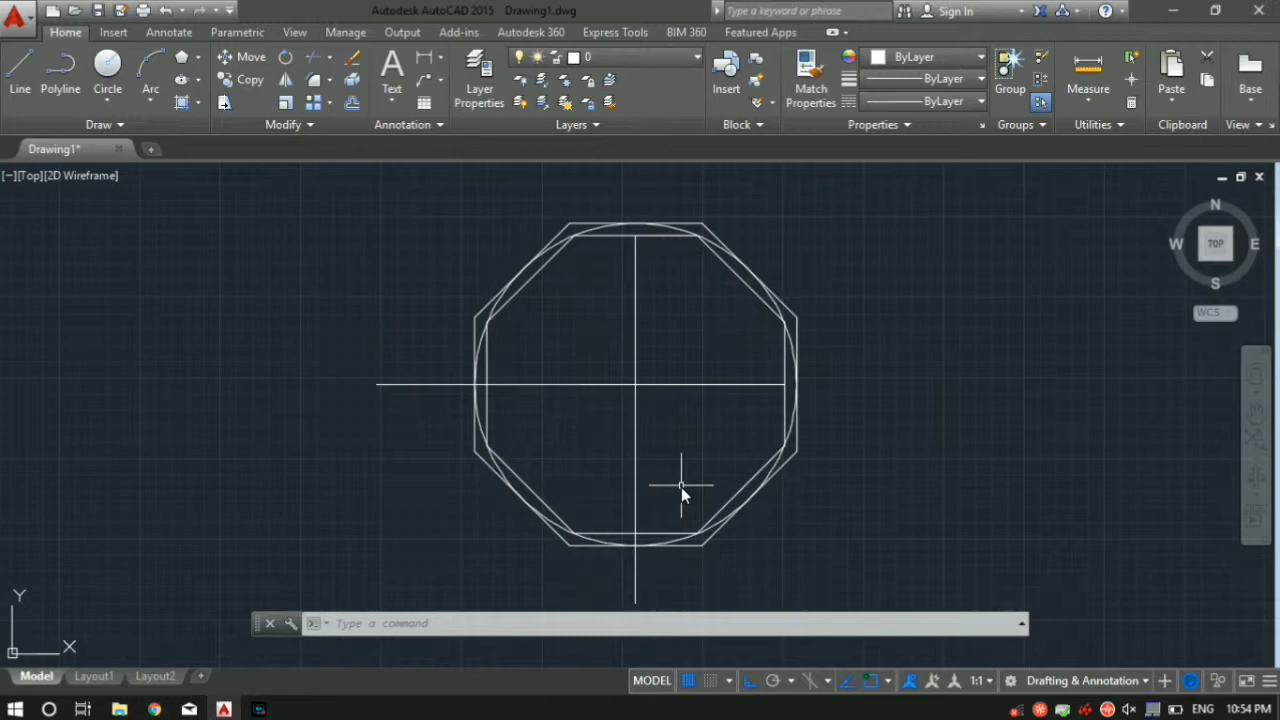 Autodesk AutoCAD 2015 Drawing1.dwg
Type a keyword or phrase
Sign In
Home Insert Annotate Parametric View Manage Output Add-ins Autodesk 360 Express Tools BIM 360 Featured Apps
Line Polyline Circle Arc
Move
Copy
Text
Layer Properties
0
Insert
Match Properties
ByLayer
ByLayer
ByLayer
Group
Measure
Paste
Base
Draw Modify Annotation Layers Block Properties Groups Utilities Clipboard View
Drawing1*
[−][Top][2D Wireframe]
N
W TOP E
S
WCS
Y
X
Type a command
Model Layout1 Layout2
MODEL 1:1 Drafting & Annotation
ENG 10:54 PM